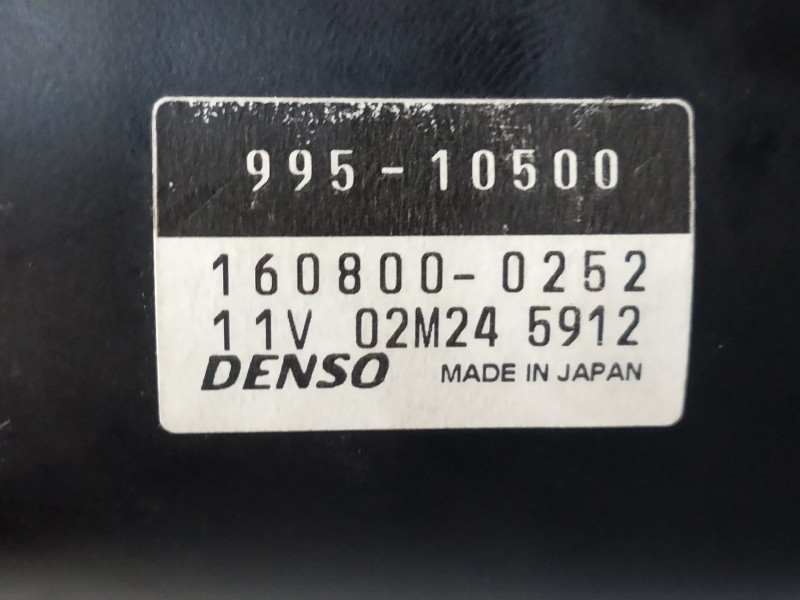 995-10500
160800-0252
11V 02M24 5912
DENSO MADE IN JAPAN